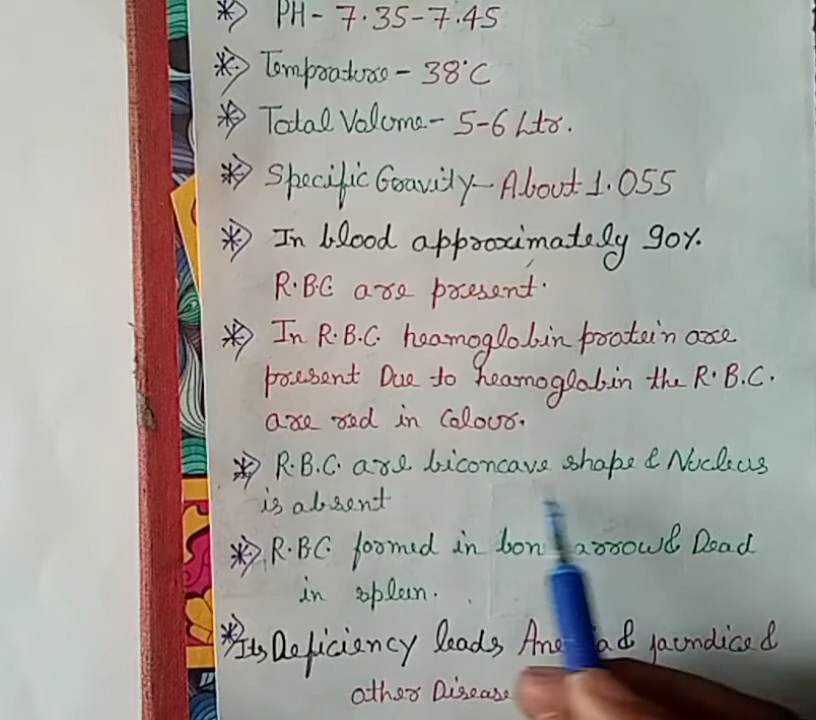 PH - 7.35-7.45
Temprature - 38°C
Total Volume - 5-6 Ltr.
Specific Gravity - About 1.055
In blood approximately 90%
R.B.C are present.
In R.B.C. heamoglobin protein are
present Due to heamoglobin the R.B.C.
are red in Colour.
R.B.C. are biconcave shape & Nucleus
is absent
R.B.C formed in bon arrow & Dead
in spleen.
Its Deficiency leads & jaundice &
other Disease